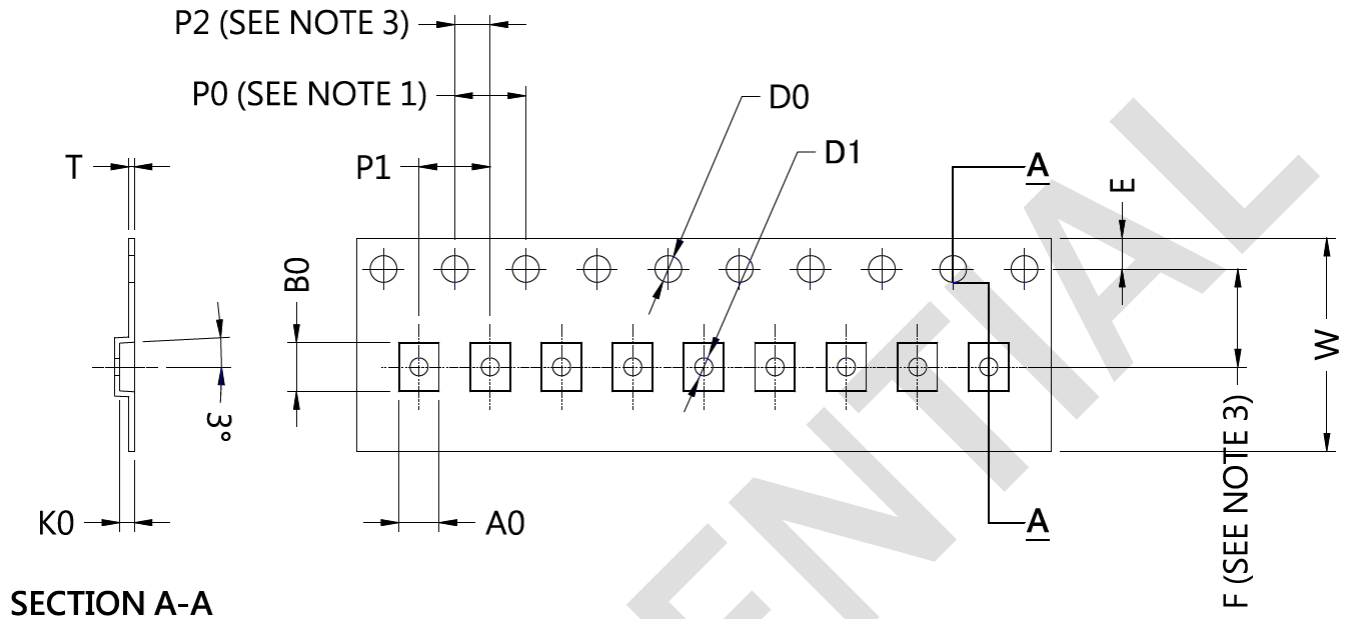 P2 (SEE NOTE 3)
P0 (SEE NOTE 1)
D0
D1
T
P1
A
E
B0
W
3°
F (SEE NOTE 3)
K0
A0
A
SECTION A-A
ENTIAL